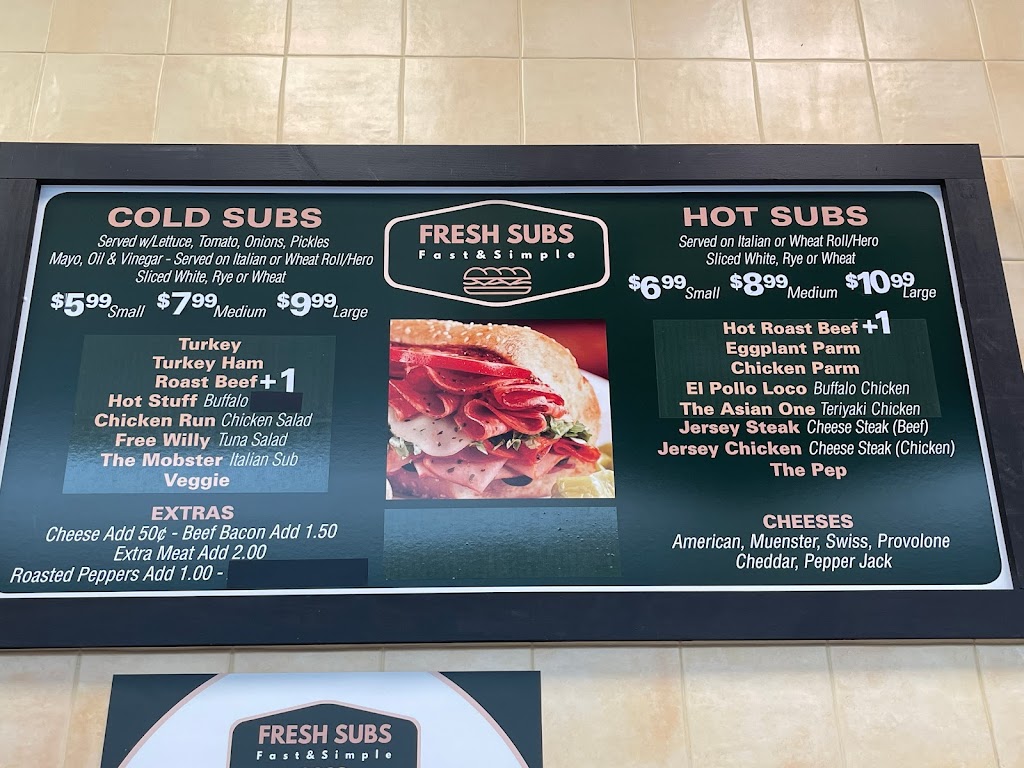 COLD SUBS
Served w/Lettuce, Tomato, Onions, Pickles
Mayo, Oil & Vinegar - Served on Italian or Wheat Roll/Hero
Sliced White, Rye or Wheat
$5.99 Small $7.99 Medium $9.99 Large
Turkey
Turkey Ham
Roast Beef +1
Hot Stuff Buffalo
Chicken Run Chicken Salad
Free Willy Tuna Salad
The Mobster Italian Sub
Veggie
EXTRAS
Cheese Add 50¢ - Beef Bacon Add 1.50
Extra Meat Add 2.00
Roasted Peppers Add 1.00 -
FRESH SUBS
Fast & Simple
HOT SUBS
Served on Italian or Wheat Roll/Hero
Sliced White, Rye or Wheat
$6.99 Small $8.99 Medium $10.99 Large
Hot Roast Beef +1
Eggplant Parm
Chicken Parm
El Pollo Loco Buffalo Chicken
The Asian One Teriyaki Chicken
Jersey Steak Cheese Steak (Beef)
Jersey Chicken Cheese Steak (Chicken)
The Pep
CHEESES
American, Muenster, Swiss, Provolone
Cheddar, Pepper Jack
FRESH SUBS
Fast & Simple